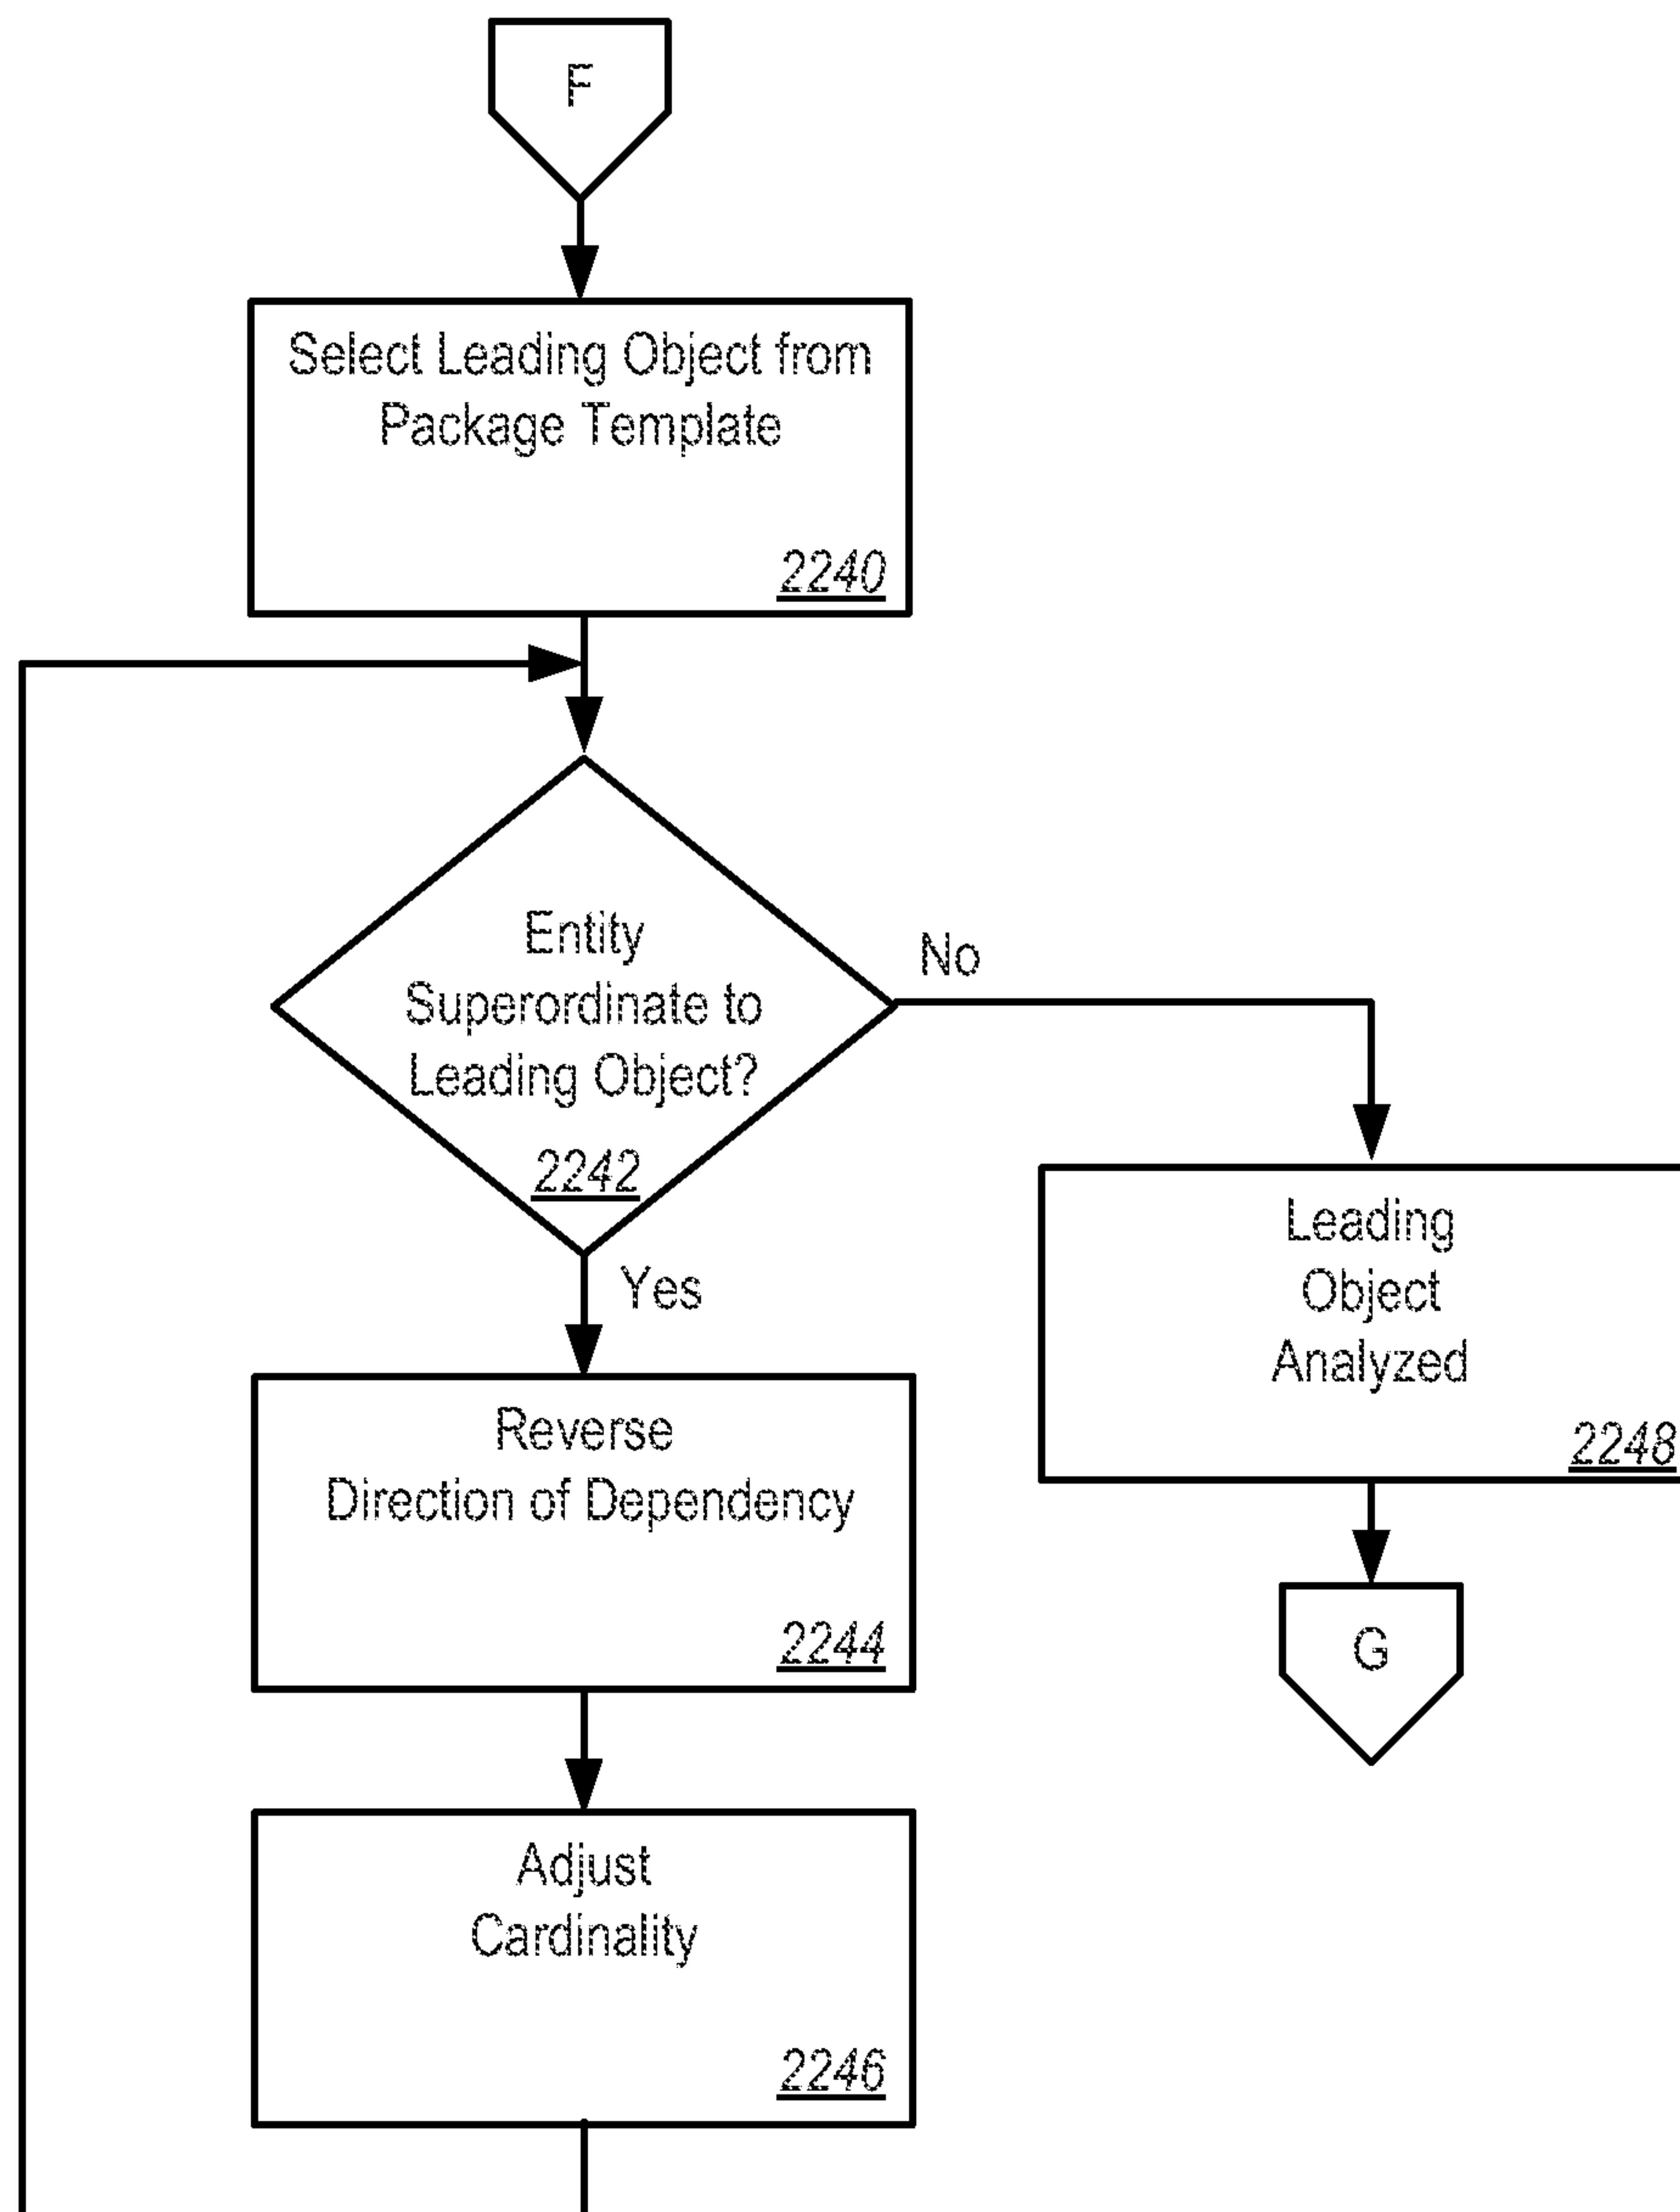 F
Select Leading Object from
Package Template
2240
Entity
Superordinate to
Leading Object?
2242
No
Yes
Leading
Object
Analyzed
2248
Reverse
Direction of Dependency
2244
G
Adjust
Cardinality
2246